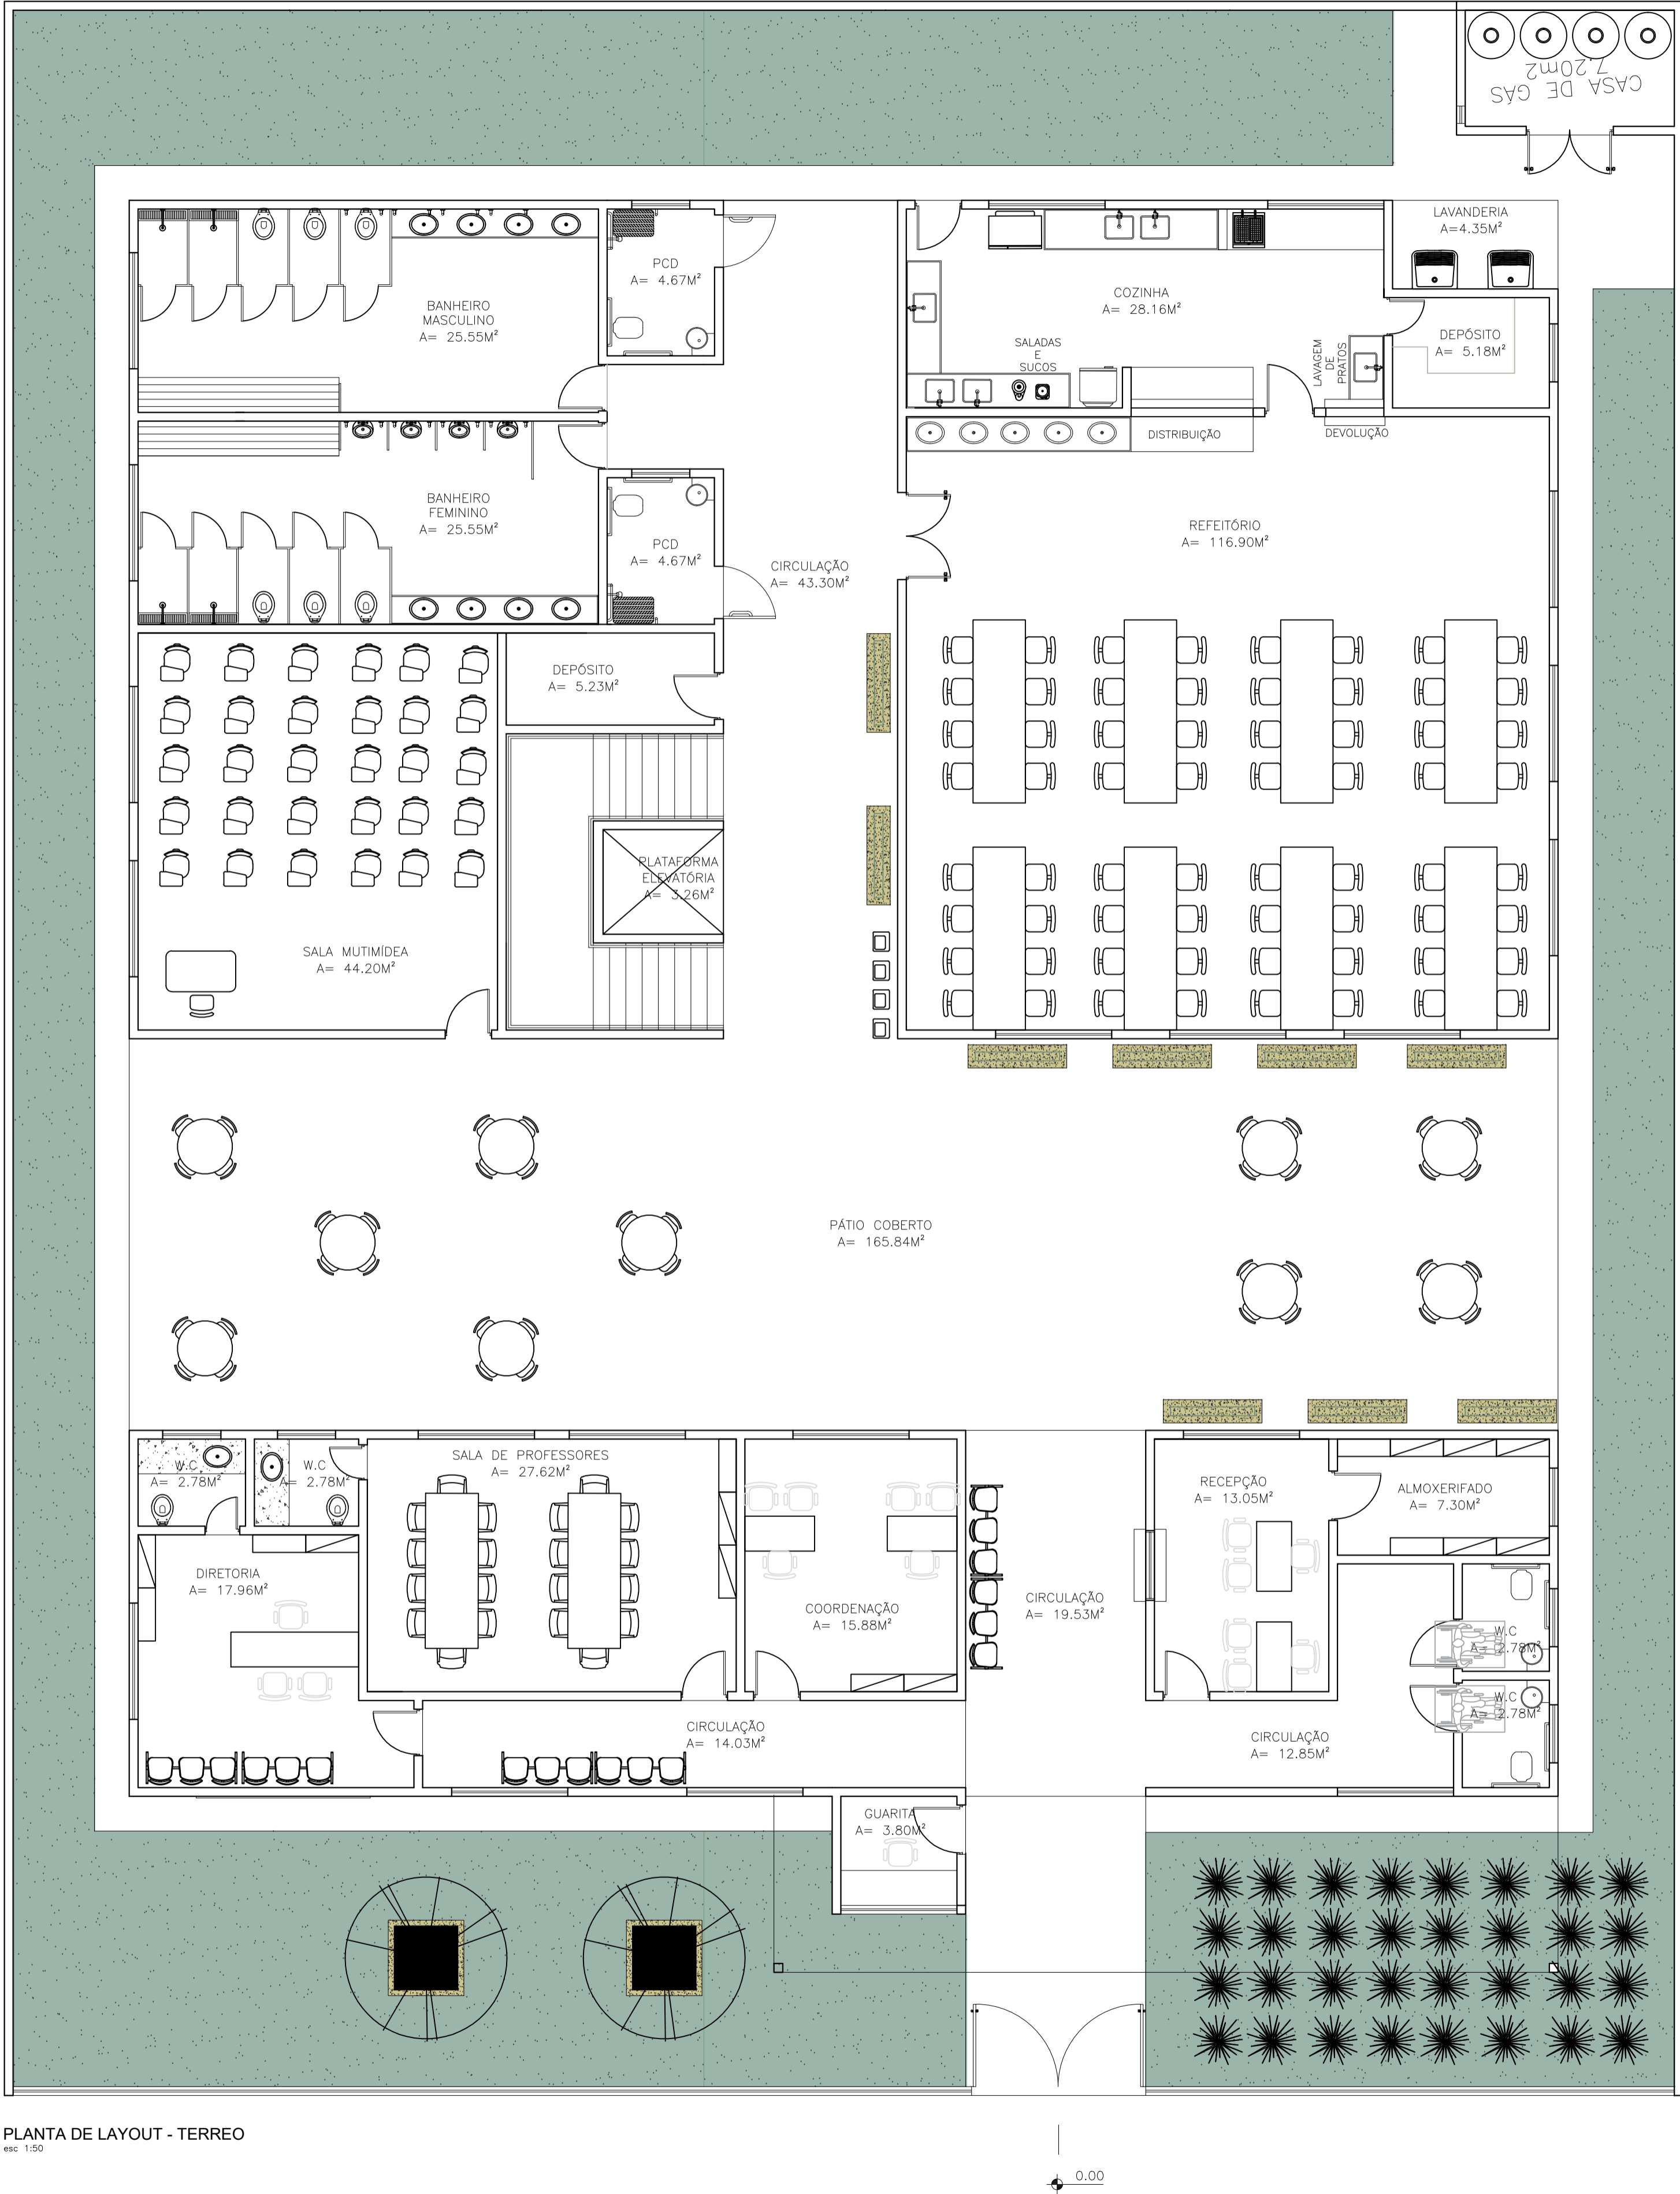 CASA DE GÁS
7.20m2
LAVANDERIA
A=4.35M²
PCD
A= 4.67M²
BANHEIRO
MASCULINO
A= 25.55M²
COZINHA
A= 28.16M²
SALADAS
E
SUCOS
LAVAGEM
DE
PRATOS
DEPÓSITO
A= 5.18M²
DISTRIBUIÇÃO
DEVOLUÇÃO
BANHEIRO
FEMININO
A= 25.55M²
PCD
A= 4.67M²
CIRCULAÇÃO
A= 43.30M²
REFEITÓRIO
A= 116.90M²
DEPÓSITO
A= 5.23M²
PLATAFORMA
ELEVATÓRIA
A= 3.26M²
SALA MUTIMÍDEA
A= 44.20M²
PÁTIO COBERTO
A= 165.84M²
W.C
A= 2.78M²
W.C
A= 2.78M²
SALA DE PROFESSORES
A= 27.62M²
RECEPÇÃO
A= 13.05M²
ALMOXERIFADO
A= 7.30M²
DIRETORIA
A= 17.96M²
COORDENAÇÃO
A= 15.88M²
CIRCULAÇÃO
A= 19.53M²
W.C
A= 2.78M²
W.C
A= 2.78M²
CIRCULAÇÃO
A= 14.03M²
CIRCULAÇÃO
A= 12.85M²
GUARITA
A= 3.80M²
PLANTA DE LAYOUT - TERREO
esc 1:50
0.00